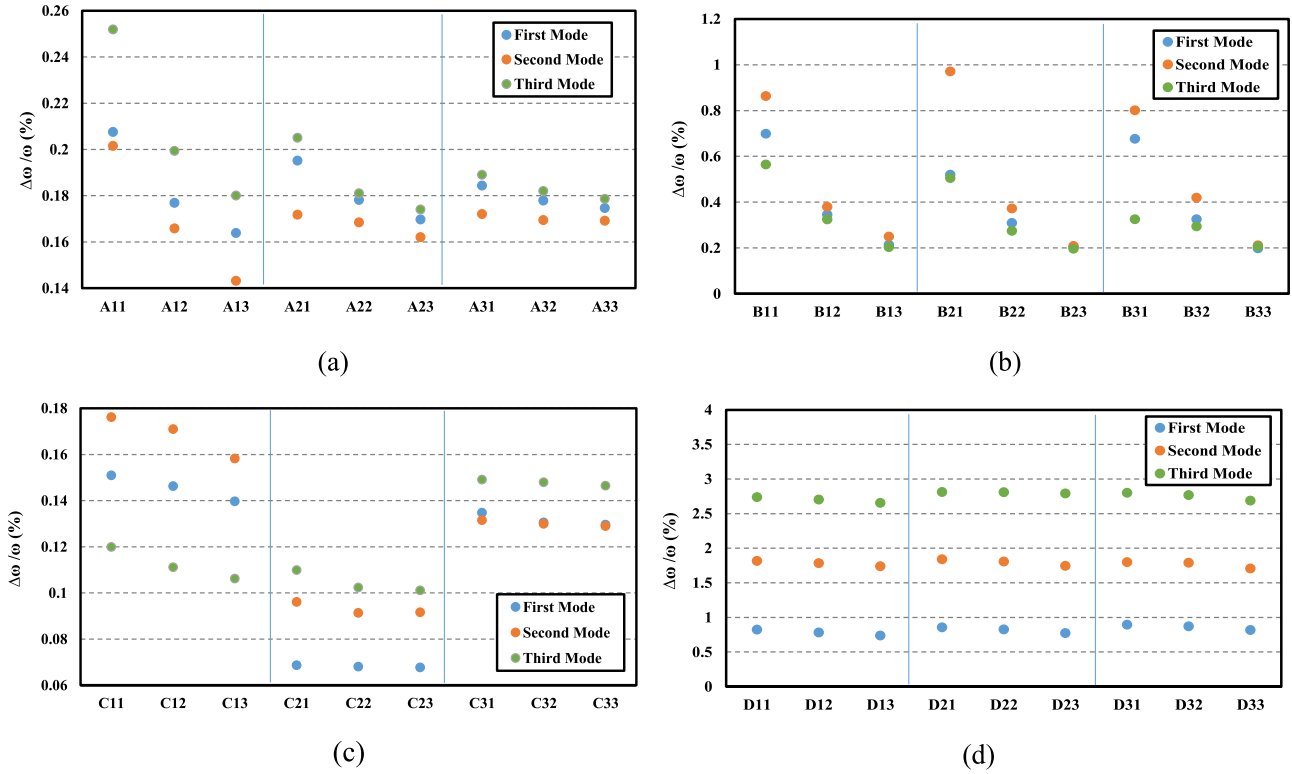 0.26
0.24
0.22
0.2
0.18
0.16
0.14
Δω /ω (%)
First Mode
Second Mode
Third Mode
A11 A12 A13 A21 A22 A23 A31 A32 A33
(a)
1.2
1
0.8
0.6
0.4
0.2
0
Δω /ω (%)
First Mode
Second Mode
Third Mode
B11 B12 B13 B21 B22 B23 B31 B32 B33
(b)
0.18
0.16
0.14
0.12
0.1
0.08
0.06
Δω /ω (%)
First Mode
Second Mode
Third Mode
C11 C12 C13 C21 C22 C23 C31 C32 C33
(c)
4
3.5
3
2.5
2
1.5
1
0.5
0
Δω /ω (%)
First Mode
Second Mode
Third Mode
D11 D12 D13 D21 D22 D23 D31 D32 D33
(d)